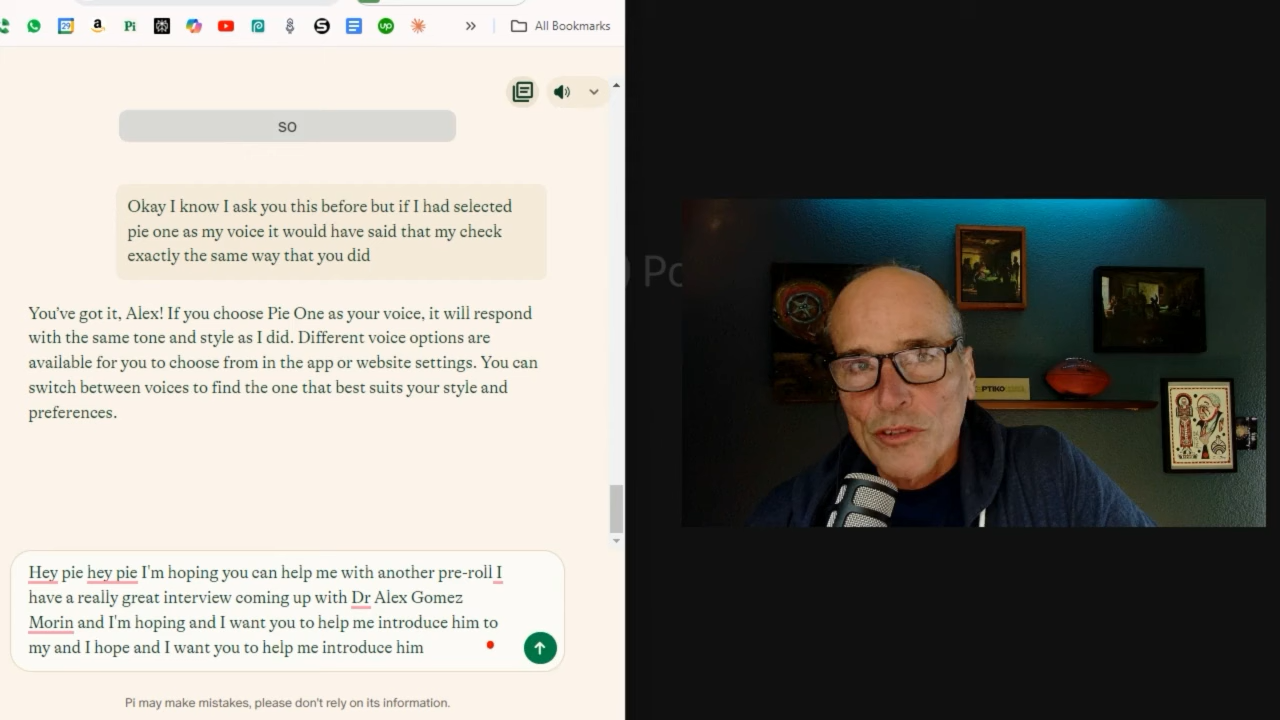 Pi
up
All Bookmarks
so
Okay I know I ask you this before but if I had selected
pie one as my voice it would have said that my check
exactly the same way that you did
You've got it, Alex! If you choose Pie One as your voice, it will respond
with the same tone and style as I did. Different voice options are
available for you to choose from in the app or website settings. You can
switch between voices to find the one that best suits your style and
preferences.
Hey pie hey pie I'm hoping you can help me with another pre-roll I
have a really great interview coming up with Dr Alex Gomez
Morin and I'm hoping and I want you to help me introduce him to
my and I hope and I want you to help me introduce him
Pi may make mistakes, please don't rely on its information.
) Po